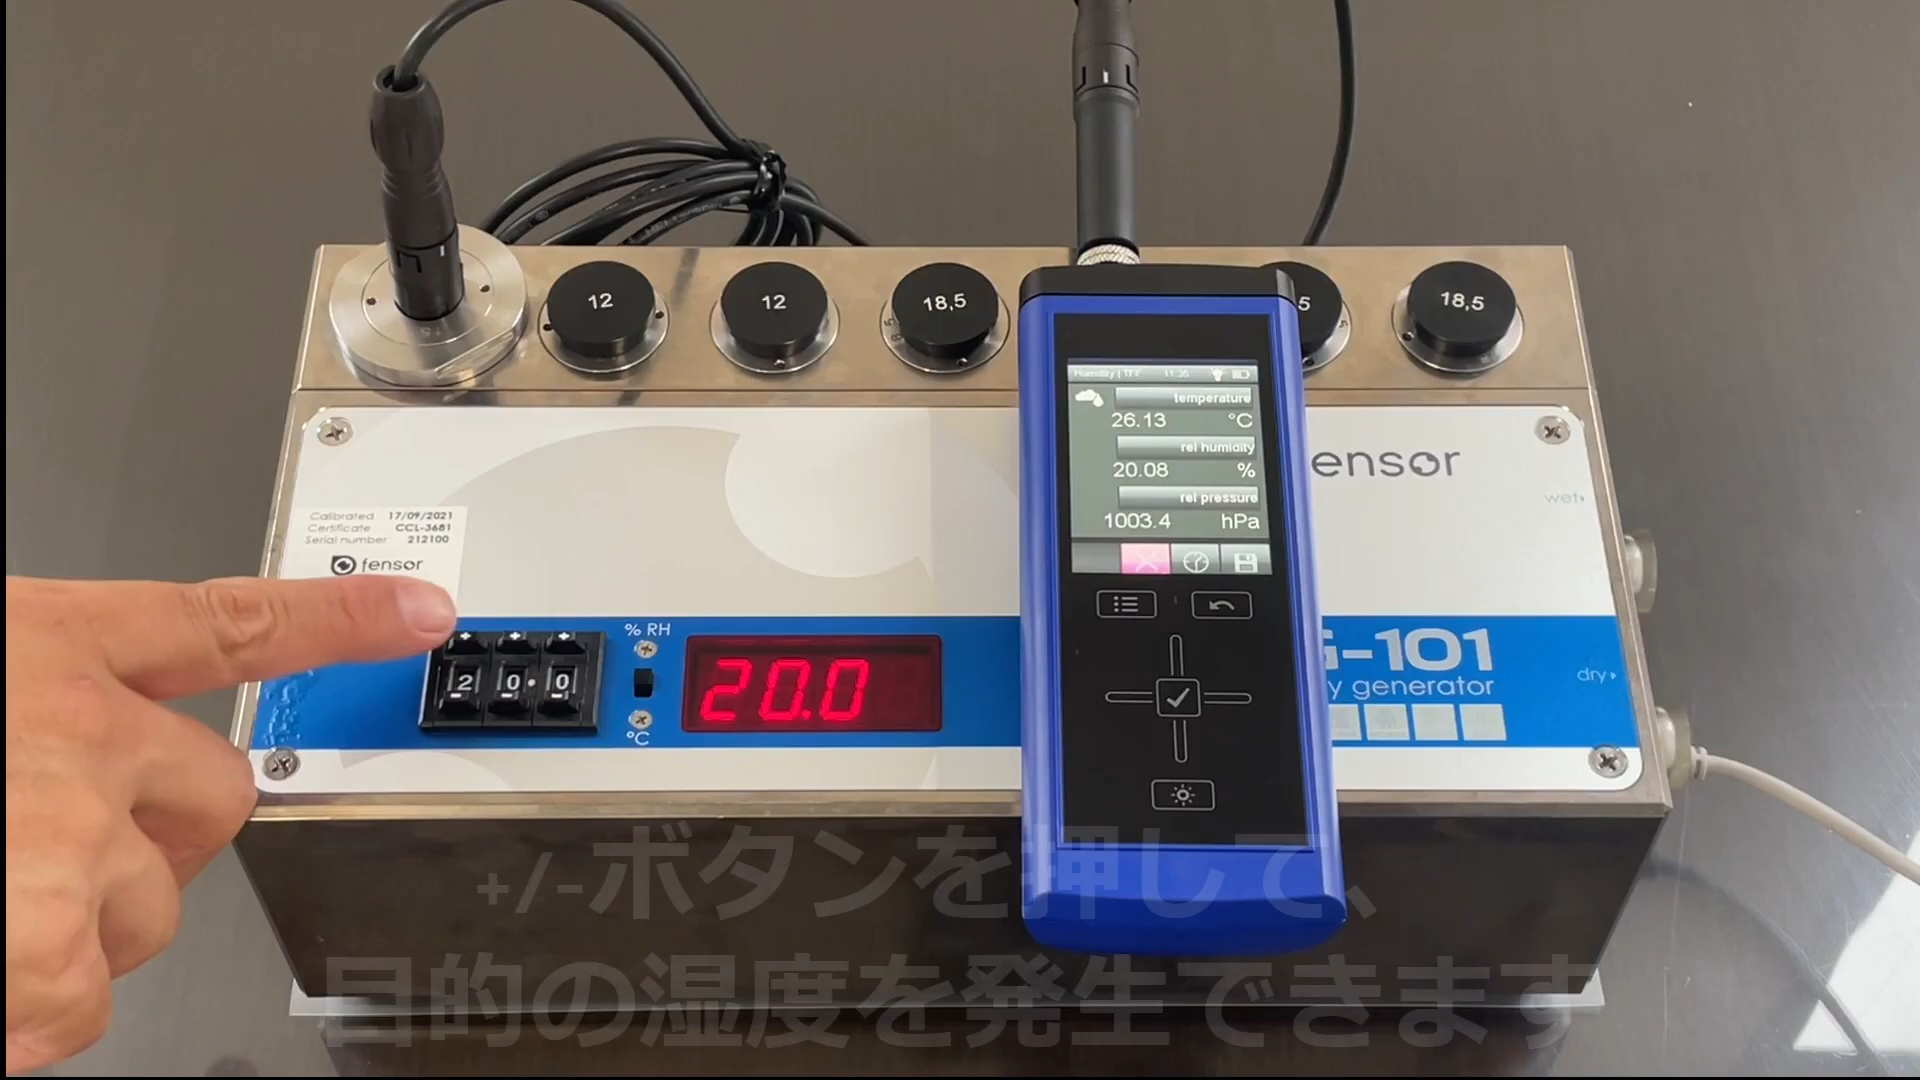 12
12
18,5
5
18,5
Humidity | TFF 11:35
temperature
26.13 °C
rel humidity
20.08 %
rel pressure
1003.4 hPa
ensor
wet
Calibrated 17/09/2021
Certificate CCL-3681
Serial number 212100
fensor
+ + +
2 0.0
% RH
°C
20.0
-101
y generator
dry
+/-ボタンを押して、
目的の湿度を発生できます